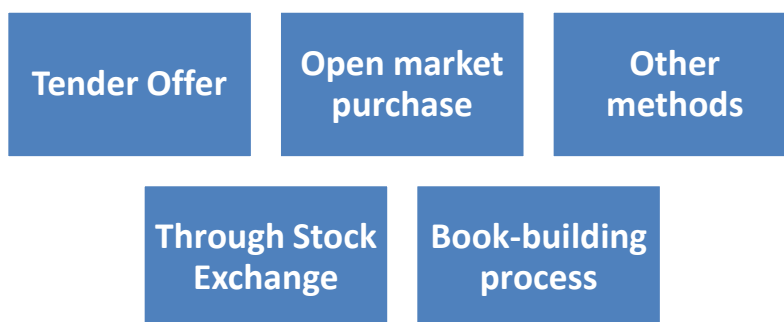 Tender Offer
Open market
purchase
Other
methods
Through Stock
Exchange
Book-building
process